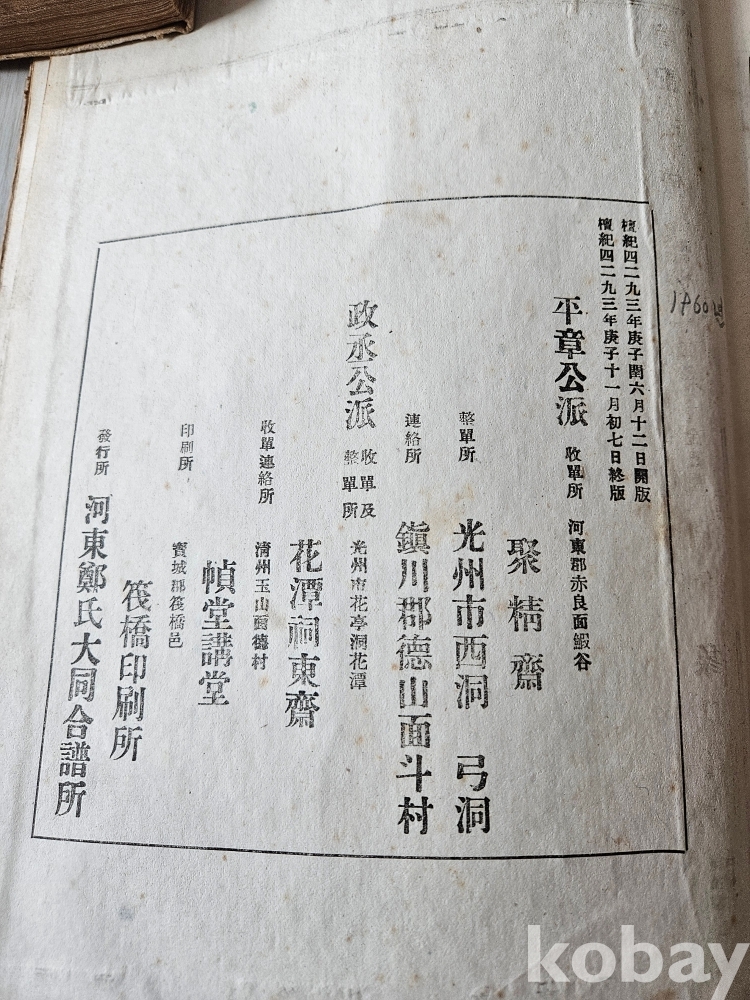 檀紀四二九三年庚子閏六月十二日開版
檀紀四二九三年庚子十一月初七日終版
平章公派
收單所 河東郡赤良面鰕谷
聚精齋
整單所
光州市西洞 弓洞
連絡所
鎭川郡德山面斗村
政丞公派
收單及
整單所
光州市花亭洞花潭
花潭祠東齋
收單連絡所
淸州玉山面德村
幀堂講堂
印刷所
寶城郡筏橋邑
筏橋印刷所
發行所
河東鄭氏大同合譜所
1960년
kobay